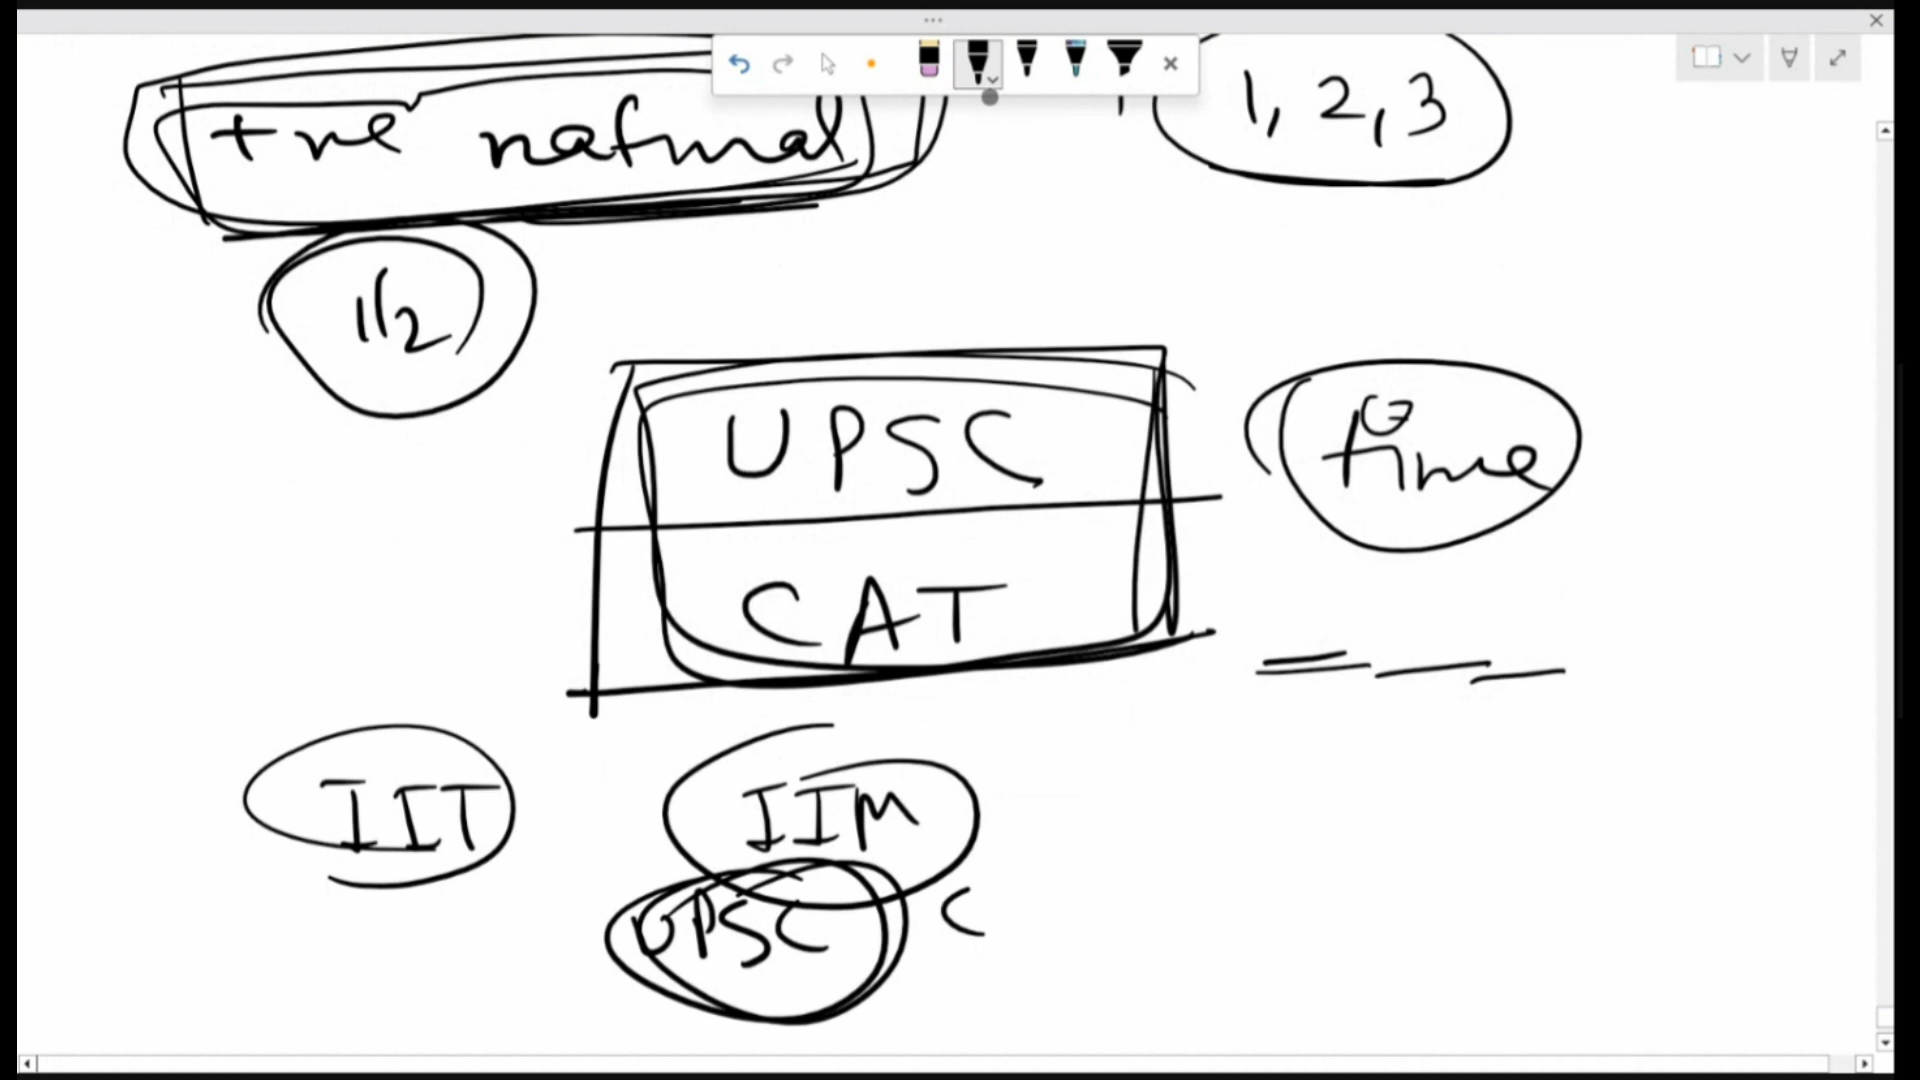 +ve natural
1, 2, 3
1/2
UPSC
time
CAT
IIT
IIM
UPSC
C